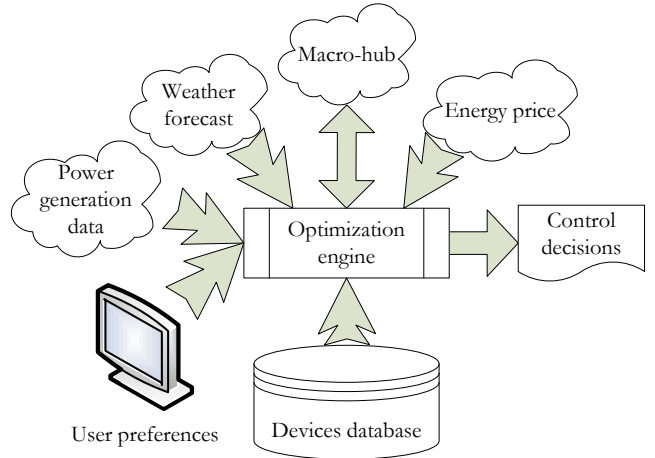 Macro-hub
Weather
forecast
Energy price
Power
generation
data
Optimization
engine
Control
decisions
User preferences
Devices database